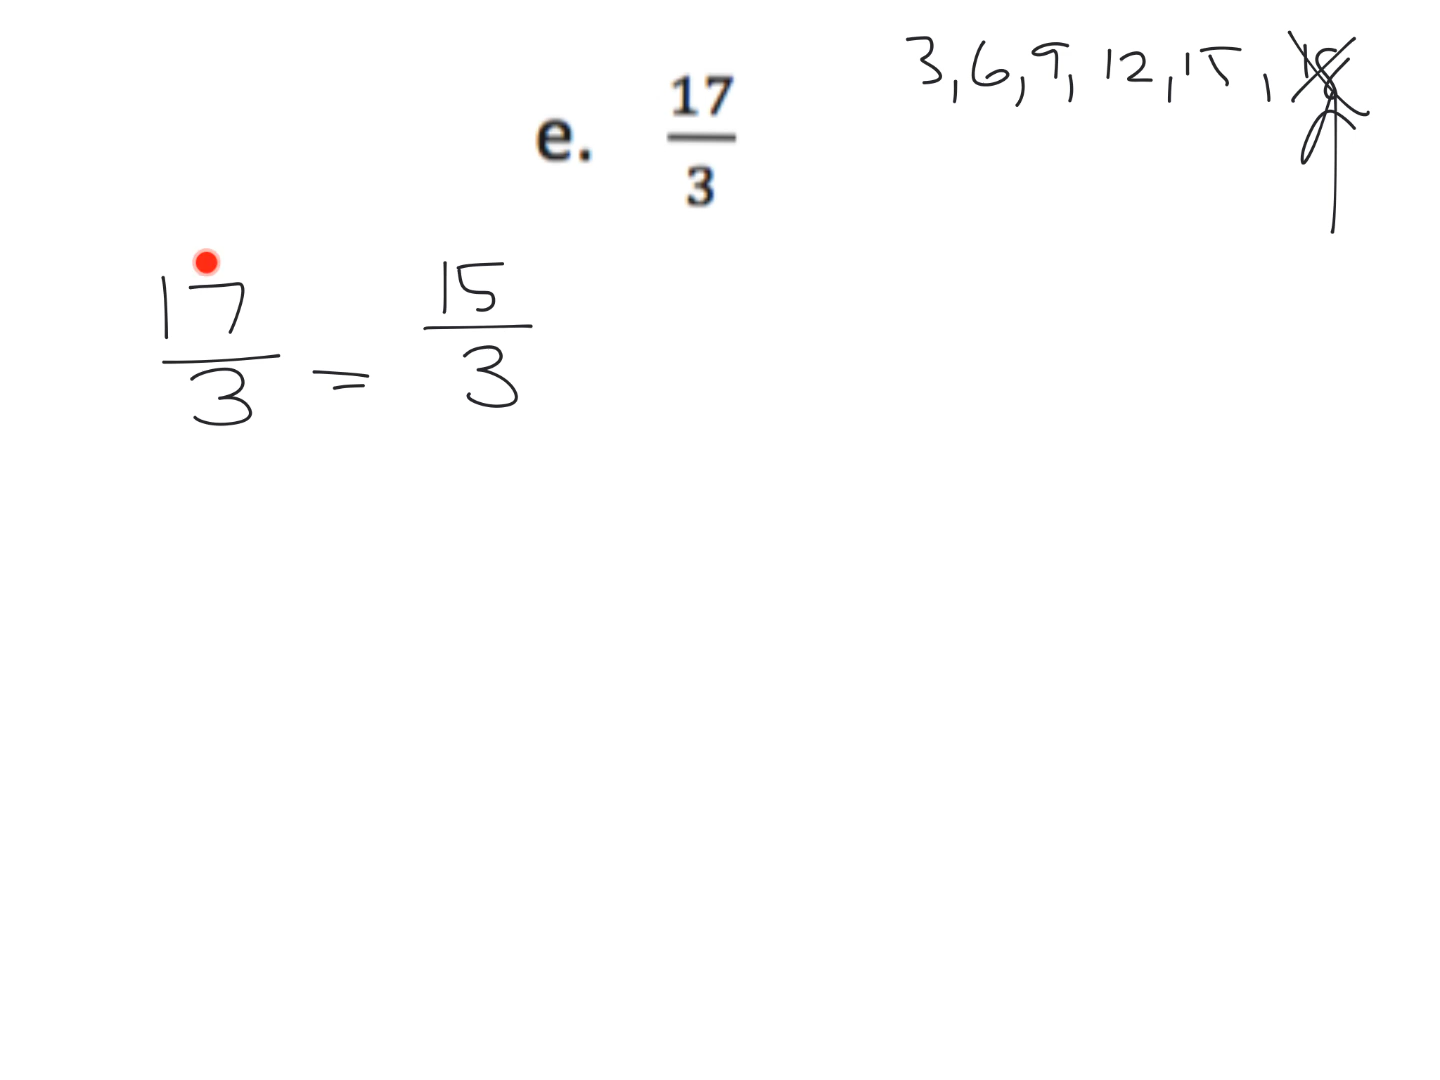 3, 6, 9, 12, 15, 18
e. 17/3
17/3 = 15/3